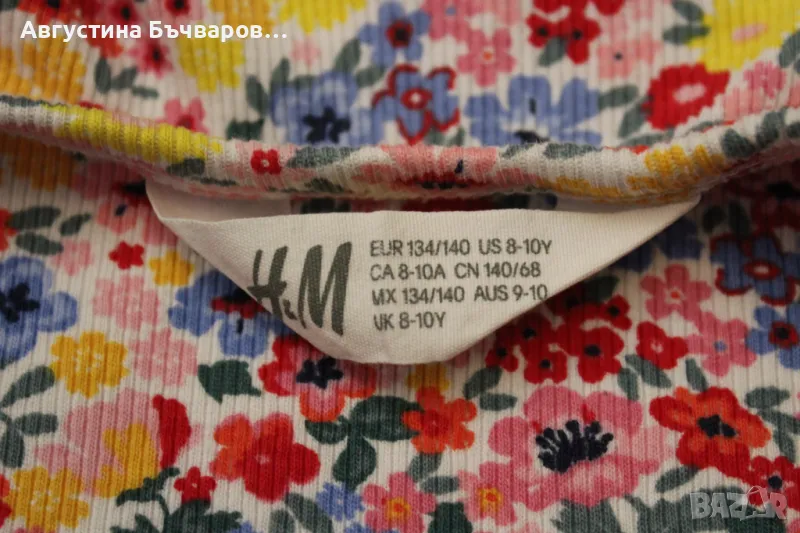 Августина Бъчваров...
H&M
EUR 134/140 US 8-10Y
CA 8-10A CN 140/68
MX 134/140 AUS 9-10
UK 8-10Y
BAZAR